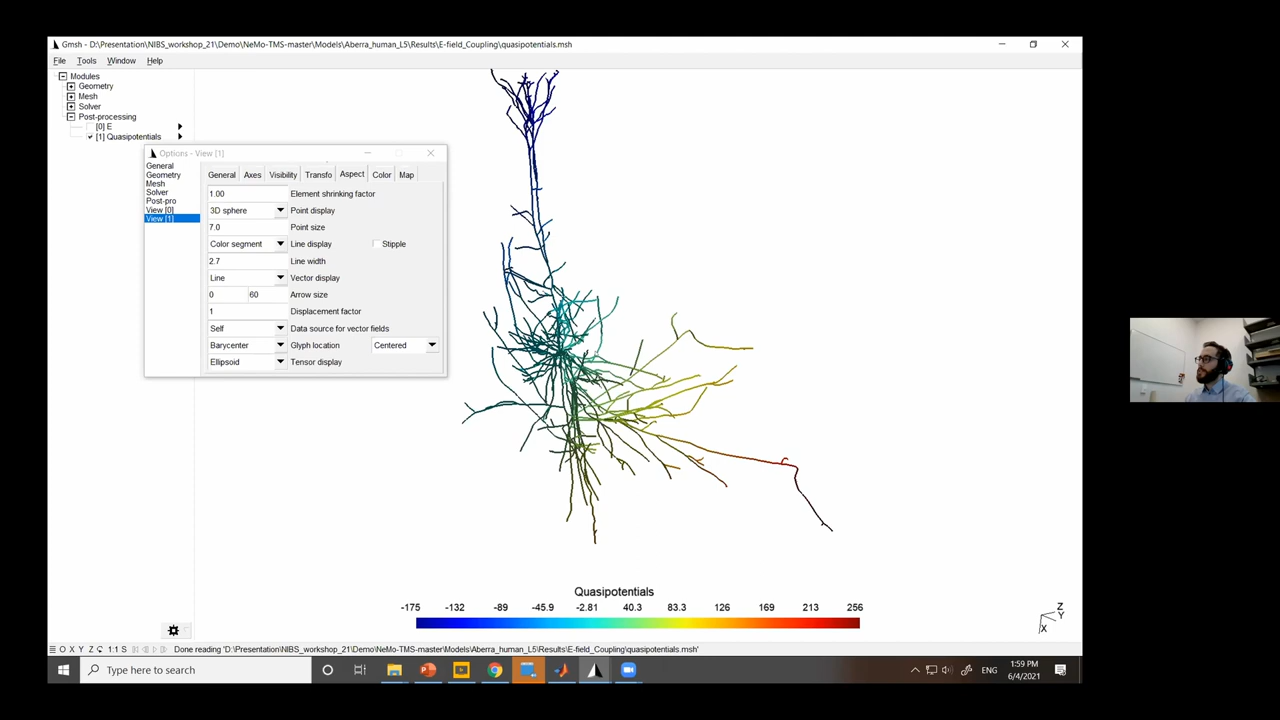 Gmsh - D:\Presentation\NIBS_workshop_21\Demo\NeMo-TMS-master\Models\Aberra_human_L5\Results\E-field_Coupling\quasipotentials.msh
File Tools Window Help
Modules
Geometry
Mesh
Solver
Post-processing
[0] E
[1] Quasipotentials
Options - View [1]
General
Geometry
Mesh
Solver
Post-pro
View [0]
View [1]
General Axes Visibility Transfo Aspect Color Map
1.00 Element shrinking factor
3D sphere Point display
7.0 Point size
Color segment Line display Stipple
2.7 Line width
Line Vector display
0 60 Arrow size
1 Displacement factor
Self Data source for vector fields
Barycenter Glyph location Centered
Ellipsoid Tensor display
Quasipotentials
-175 -132 -89 -45.9 -2.81 40.3 83.3 126 169 213 256
Z
Y
X
O X Y Z 1:1 S Done reading 'D:\Presentation\NIBS_workshop_21\Demo\NeMo-TMS-master\Models\Aberra_human_L5\Results\E-field_Coupling\quasipotentials.msh'
Type here to search
ENG
1:59 PM
6/4/2021